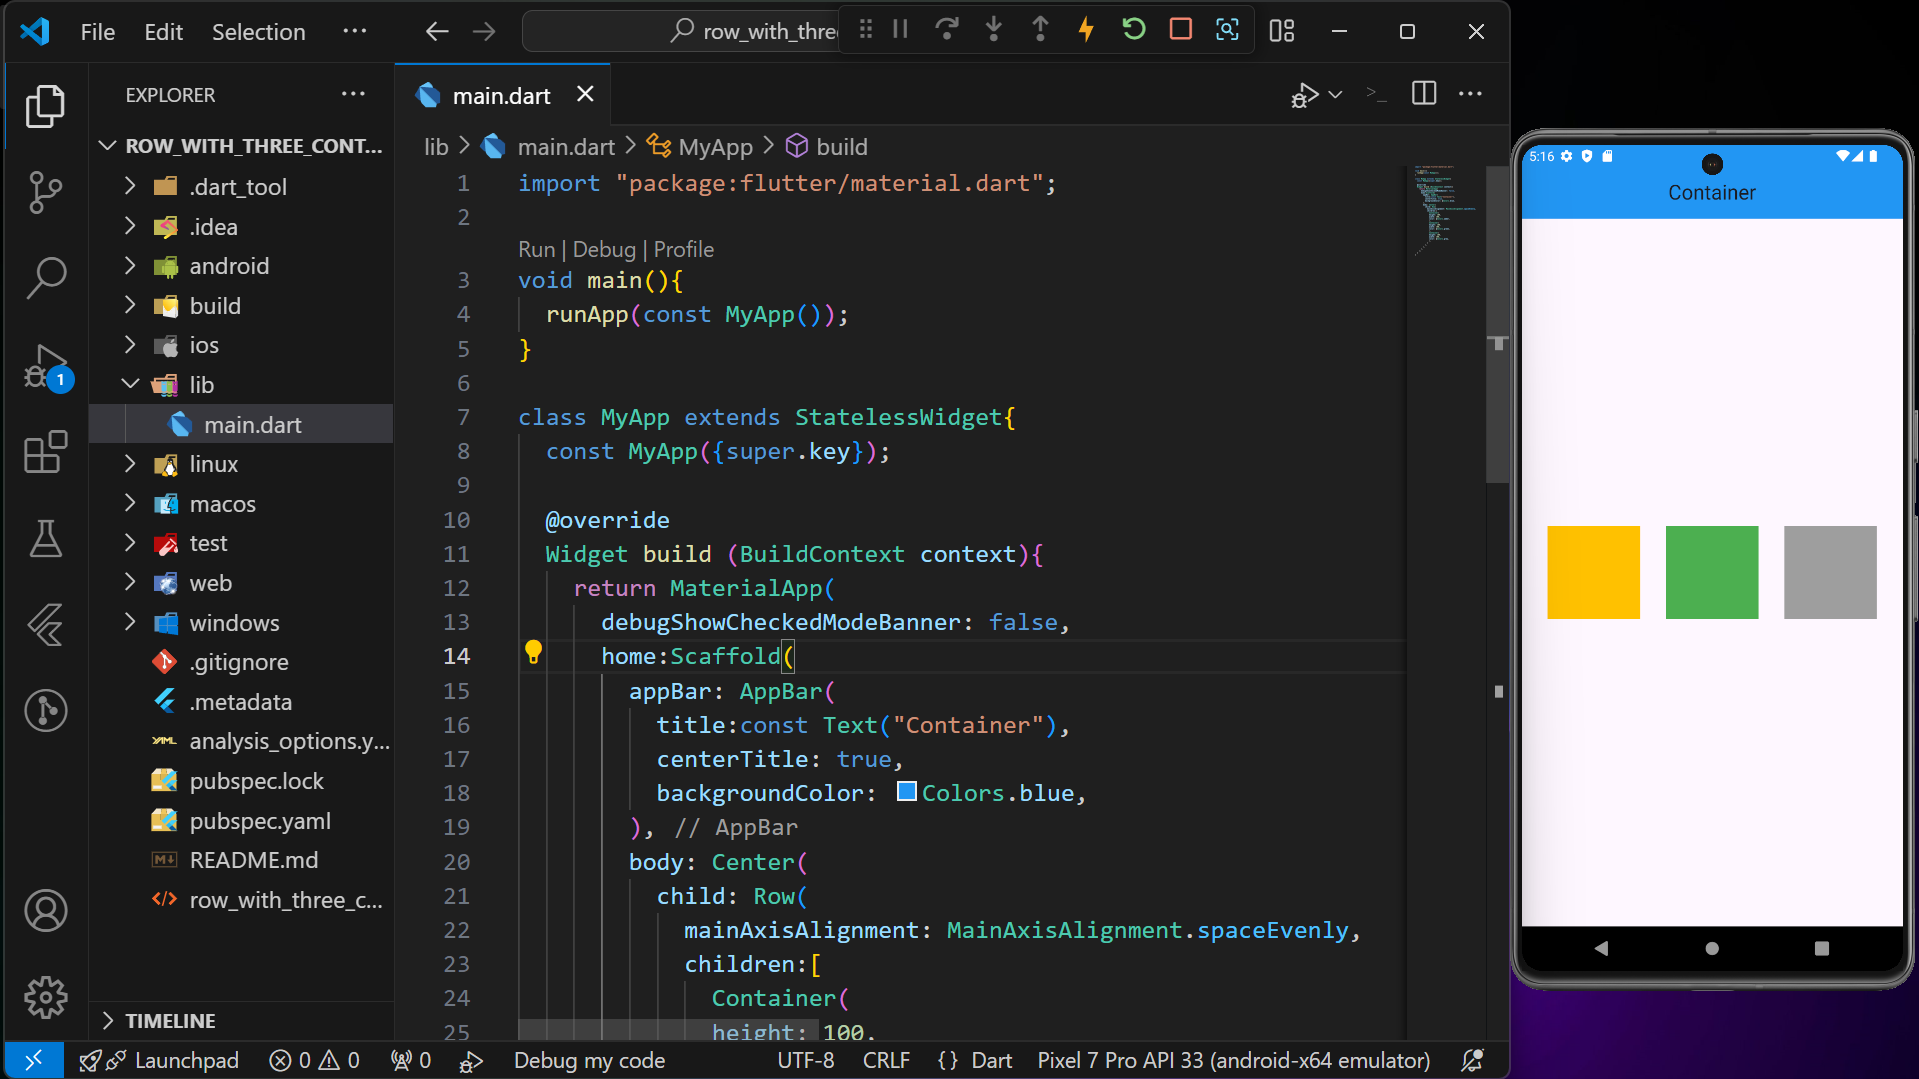 File Edit Selection ···
row_with_three
EXPLORER ···
ROW_WITH_THREE_CONT...
.dart_tool
.idea
android
build
ios
lib
main.dart
linux
macos
test
web
windows
.gitignore
.metadata
analysis_options.y...
pubspec.lock
pubspec.yaml
README.md
row_with_three_c...
TIMELINE
1
main.dart
lib > main.dart > MyApp > build
1 import "package:flutter/material.dart";
2
Run | Debug | Profile
3 void main(){
4 runApp(const MyApp());
5 }
6
7 class MyApp extends StatelessWidget{
8 const MyApp({super.key});
9
10 @override
11 Widget build (BuildContext context){
12 return MaterialApp(
13 debugShowCheckedModeBanner: false,
14 home:Scaffold(
15 appBar: AppBar(
16 title:const Text("Container"),
17 centerTitle: true,
18 backgroundColor: Colors.blue,
19 ), // AppBar
20 body: Center(
21 child: Row(
22 mainAxisAlignment: MainAxisAlignment.spaceEvenly,
23 children:[
24 Container(
25 height: 100,
Launchpad 0 0 0 Debug my code UTF-8 CRLF {} Dart Pixel 7 Pro API 33 (android-x64 emulator)
5:16
Container